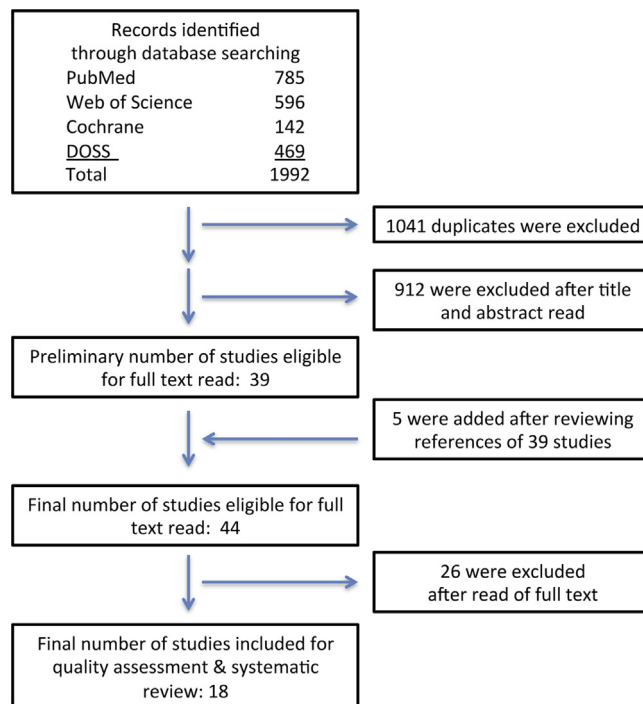 Records identified
through database searching
PubMed 785
Web of Science 596
Cochrane 142
DOSS 469
Total 1992
1041 duplicates were excluded
912 were excluded after title
and abstract read
Preliminary number of studies eligible
for full text read: 39
5 were added after reviewing
references of 39 studies
Final number of studies eligible for full
text read: 44
26 were excluded
after read of full text
Final number of studies included for
quality assessment & systematic
review: 18